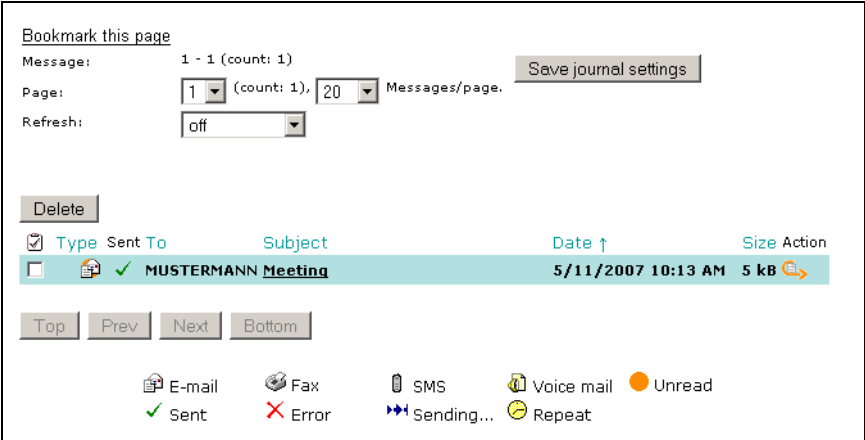 Bookmark this page
Message: 1 - 1 (count: 1) Save journal settings
Page: 1 (count: 1), 20 Messages/page.
Refresh: off
Delete
Type Sent To Subject Date ↑ Size Action
MUSTERMANN Meeting 5/11/2007 10:13 AM 5 kB
Top Prev Next Bottom
E-mail Fax SMS Voice mail Unread
Sent Error Sending... Repeat